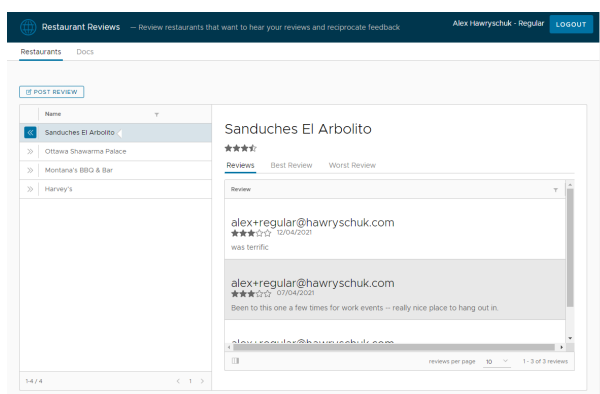 Restaurant Reviews — Review restaurants that want to hear your reviews and reciprocate feedback Alex Hawryschuk - Regular LOGOUT
Restaurants Docs
POST REVIEW
Name
Sanduches El Arbolito
Ottawa Shawarma Palace
Montana's BBQ & Bar
Harvey's
1-4 / 4 1
Sanduches El Arbolito
Reviews Best Review Worst Review
Review
alex+regular@hawryschuk.com
12/04/2021
was terrific
alex+regular@hawryschuk.com
07/04/2021
Been to this one a few times for work events -- really nice place to hang out in.
alex+regular@hawryschuk.com
reviews per page 10 1 - 3 of 3 reviews